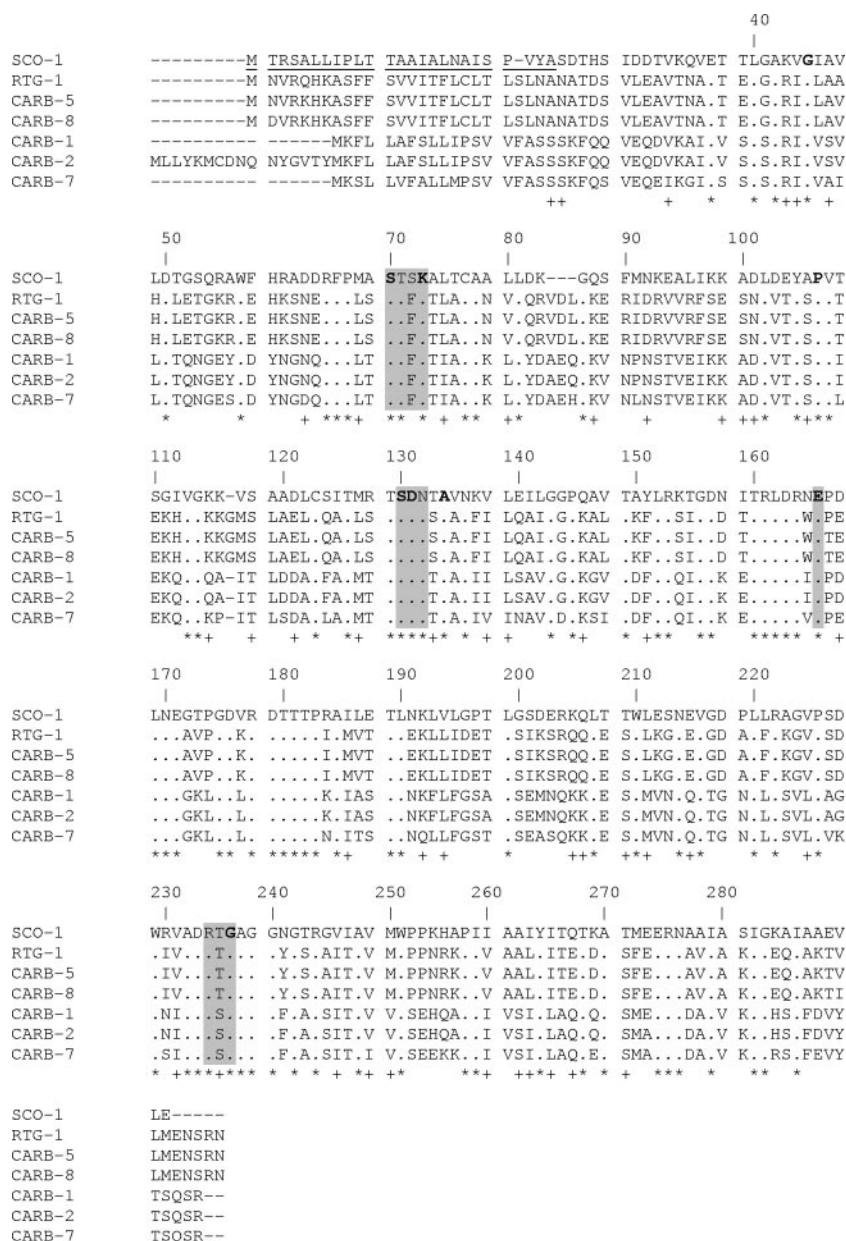 40
|
SCO-1 ---------M TRSALLIPLT TAAIALNAIS P-VYASDTHS IDDTVKQVET TLGAKVGIAV
RTG-1 ---------M NVRQHKASFF SVVITFLCLT LSLNANATDS VLEAVTNA.T E.G.RI.LAA
CARB-5 ---------M NVRKHKASFF SVVITFLCLT LSLNANATDS VLEAVTNA.T E.G.RI.LAV
CARB-8 ---------M DVRKHKASFF SVVITFLCLT LSLNANATDS VLEAVTNA.T E.G.RI.LAV
CARB-1 ---------- ------MKFL LAFSLLIPSV VFASSSKFQQ VEQDVKAI.V S.S.RI.VSV
CARB-2 MLLYKMCDNQ NYGVTYMKFL LAFSLLIPSV VFASSSKFQQ VEQDVKAI.V S.S.RI.VSV
CARB-7 ---------- ------MKSL LVFALLMPSV VFASSSKFQS VEQEIKGI.S S.S.RI.VAI
++ + * * *++* +
50 70 80 90 100
| | | | |
SCO-1 LDTGSQRAWF HRADDRFPMA STSKALTCAA LLDK---GQS FMNKEALIKK ADLDEYAPVT
RTG-1 H.LETGKR.E HKSNE...LS ..F.TLA..N V.QRVDL.KE RIDRVVRFSE SN.VT.S..T
CARB-5 H.LETGKR.E HKSNE...LS ..F.TLA..N V.QRVDL.KE RIDRVVRFSE SN.VT.S..T
CARB-8 H.LETGKR.E HKSNE...LS ..F.TLA..N V.QRVDL.KE RIDRVVRFSE SN.VT.S..T
CARB-1 L.TQNGEY.D YNGNQ...LT ..F.TIA..K L.YDAEQ.KV NPNSTVEIKK AD.VT.S..I
CARB-2 L.TQNGEY.D YNGNQ...LT ..F.TIA..K L.YDAEQ.KV NPNSTVEIKK AD.VT.S..I
CARB-7 L.TQNGES.D YNGDQ...LT ..F.TIA..K L.YDAEH.KV NLNSTVEIKK AD.VT.S..L
* * + ***+* **+* + ** *+ *+ + + +** *+**
110 120 130 140 150 160
| | | | | |
SCO-1 SGIVGKK-VS AADLCSITMR TSDNTAVNKV LEILGGPQAV TAYLRKTGDN ITRLDRNEPD
RTG-1 EKH..KKGMS LAEL.QA.LS ....S.A.FI LQAI.G.KAL .KF..SI..D T.....W.PD
CARB-5 EKH..KKGMS LAEL.QA.LS ....S.A.FI LQAI.G.KAL .KF..SI..D T.....W.TE
CARB-8 EKH..KKGMS LAEL.QA.LS ....S.A.FI LQAI.G.KAL .KF..SI..D T.....W.TE
CARB-1 EKQ..QA-IT LDDA.FA.MT ....T.A.II LSAV.G.KGV .DF..QI..K E.....I.PD
CARB-2 EKQ..QA-IT LDDA.FA.MT ....T.A.II LSAV.G.KGV .DF..QI..K E.....I.PD
CARB-7 EKQ..KP-IT LSDA.LA.MT ....T.A.IV INAV.D.KSI .DF..QI..K E.....V.PE
**+ + + * *+ ****+*+* + + * *+ *+** ** ***** * +
170 180 190 200 210 220
| | | | | |
SCO-1 LNEGTPGDVR DTTTPRAILE TLNKLVLGPT LGSDERKQLT TWLESNEVGD PLLRAGVPSD
RTG-1 ...AVP..K. .....I.MVT ..EKLLIDET .SIKSRQQ.E S.LKG.E.GD A.F.KGV.SD
CARB-5 ...AVP..K. .....I.MVT ..EKLLIDET .SIKSRQQ.E S.LKG.E.GD A.F.KGV.SD
CARB-8 ...AVP..K. .....I.MVT ..EKLLIDET .SIKSRQQ.E S.LKG.E.GD A.F.KGV.SD
CARB-1 ...GKL..L. .....K.IAS ..NKFLFGSA .SEMNQKK.E S.MVN.Q.TG N.L.SVL.AG
CARB-2 ...GKL..L. .....K.IAS ..NKFLFGSA .SEMNQKK.E S.MVN.Q.TG N.L.SVL.AG
CARB-7 ...GKL..L. .....N.ITS ..NQLLFGST .SEASQKK.E S.MVN.Q.TG N.L.SVL.VK
*** ** * ***** *+ ** + + * ++* +*+ *+* *+* +*
230 240 250 260 270 280
| | | | | |
SCO-1 WRVADRTGAG GNGTRGVIAV MWPPKHAPII AAIYITQTKA TMEERNAAIA SIGKAIAAEV
RTG-1 .IV...T... .Y.S.AIT.V M.PPNRK..V AAL.ITE.D. SFE...AV.A K..EQ.AKTV
CARB-5 .IV...T... .Y.S.AIT.V M.PPNRK..V AAL.ITE.D. SFE...AV.A K..EQ.AKTV
CARB-8 .IV...T... .Y.S.AIT.V M.PPNRK..V AAL.ITE.D. SFE...AV.A K..EQ.AKTI
CARB-1 .NI...S... .F.A.SIT.V V.SEHQA..I VSI.LAQ.Q. SME...DA.V K..HS.FDVY
CARB-2 .NI...S... .F.A.SIT.V V.SEHQA..I VSI.LAQ.Q. SMA...DA.V K..HS.FDVY
CARB-7 .SI...S... .F.A.SIT.I V.SEEKK..I VSI.LAQ.E. SMA...DA.V K..RS.FEVY
* +***+*** * * * + *+ +* **+ ++*+*+ * + *** * ** *
SCO-1 LE-----
RTG-1 LMENSRN
CARB-5 LMENSRN
CARB-8 LMENSRN
CARB-1 TSQSR--
CARB-2 TSQSR--
CARB-7 TSQSR--